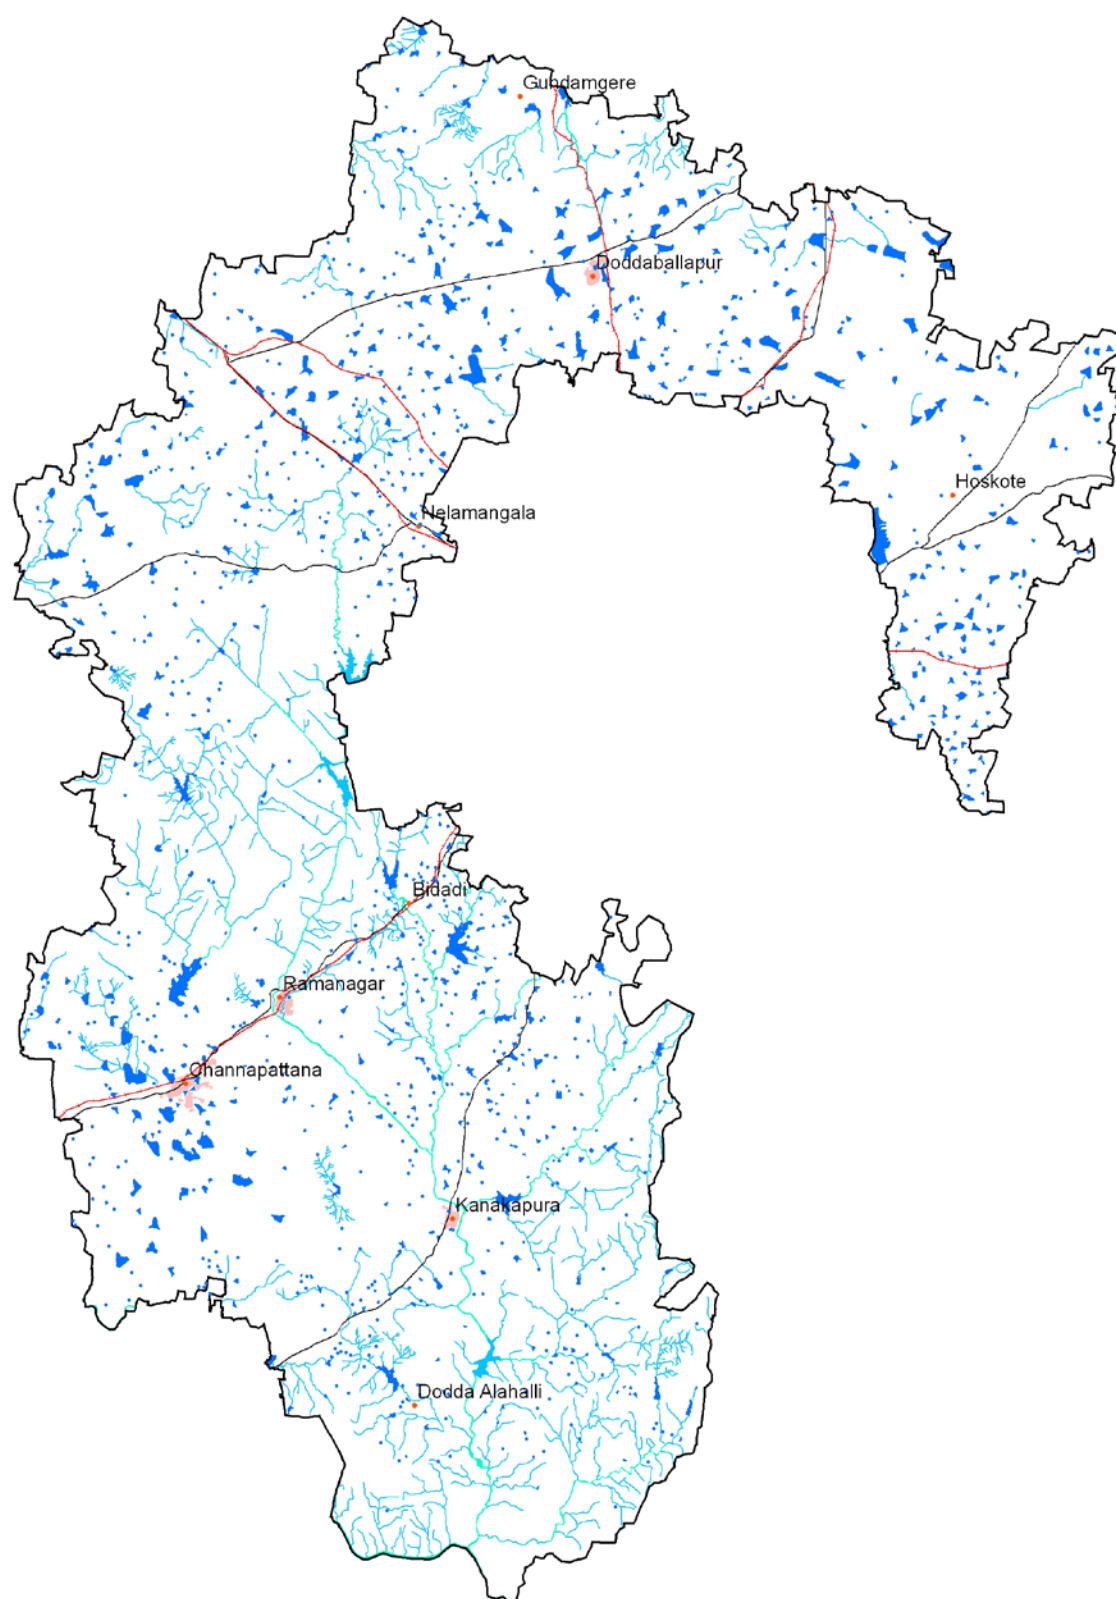 Gundamgere
Doddaballapur
Hoskote
Nelamangala
Bidadi
Ramanagar
Channapattana
Kanakapura
Dodda Alahalli